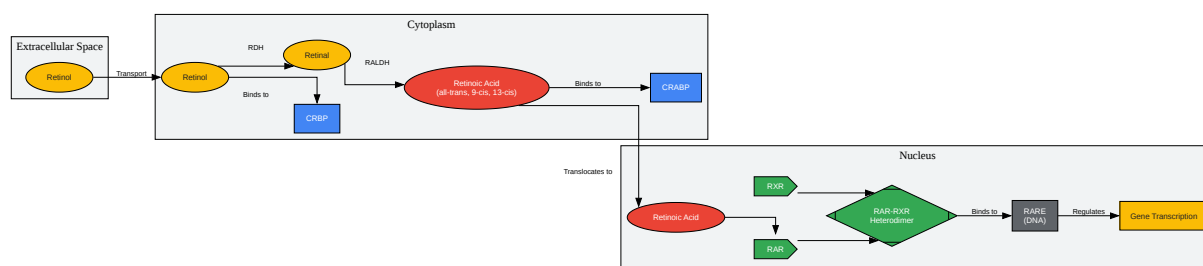 Cytoplasm
Extracellular Space
Retinol
Transport
Retinol
RDH
Retinal
RALDH
Binds to
CRBP
Retinoic Acid
(all-trans, 9-cis, 13-cis)
Binds to
CRABP
Translocates to
Nucleus
Retinoic Acid
RXR
RAR
RAR-RXR
Heterodimer
Binds to
RARE
(DNA)
Regulates
Gene Transcription